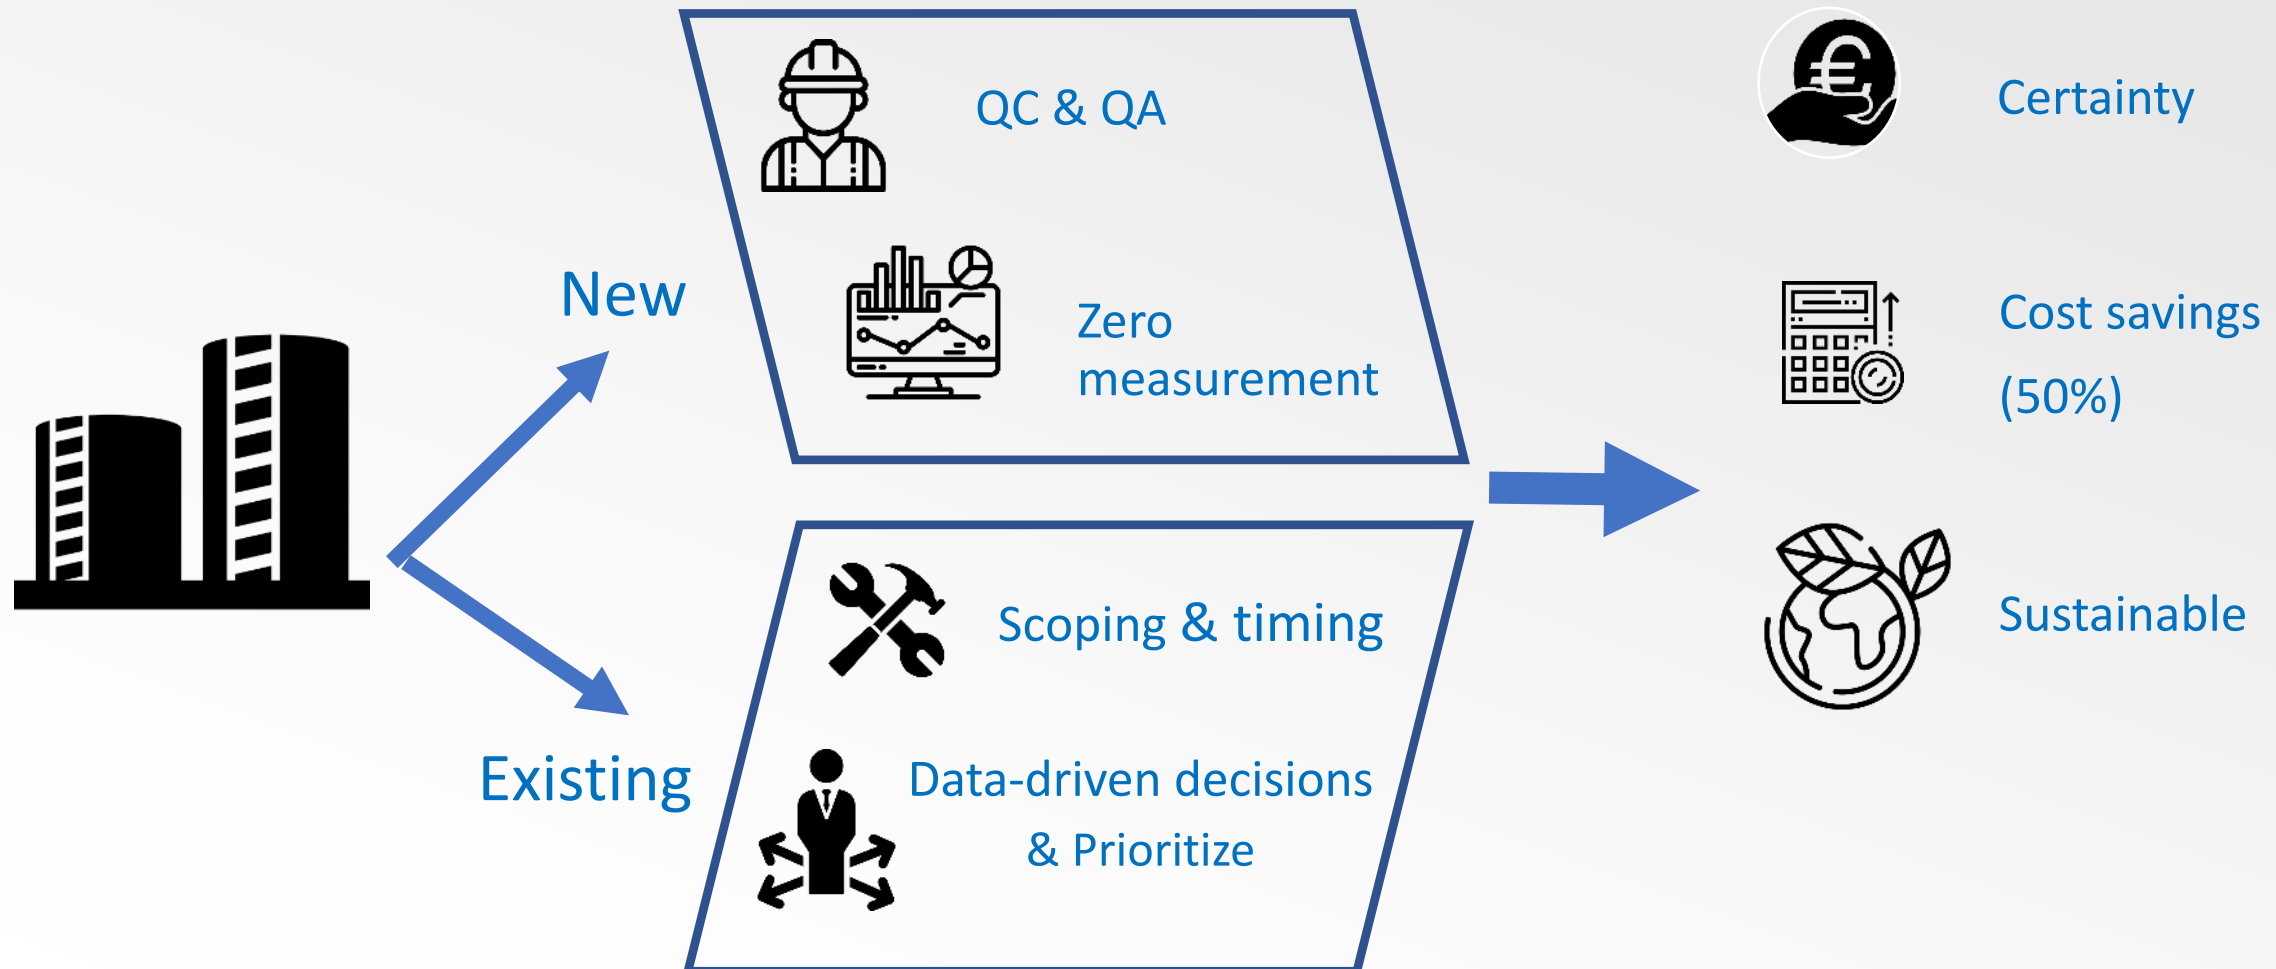 New
QC & QA
Zero
measurement
Existing
Scoping & timing
Data-driven decisions
& Prioritize
Certainty
Cost savings
(50%)
Sustainable